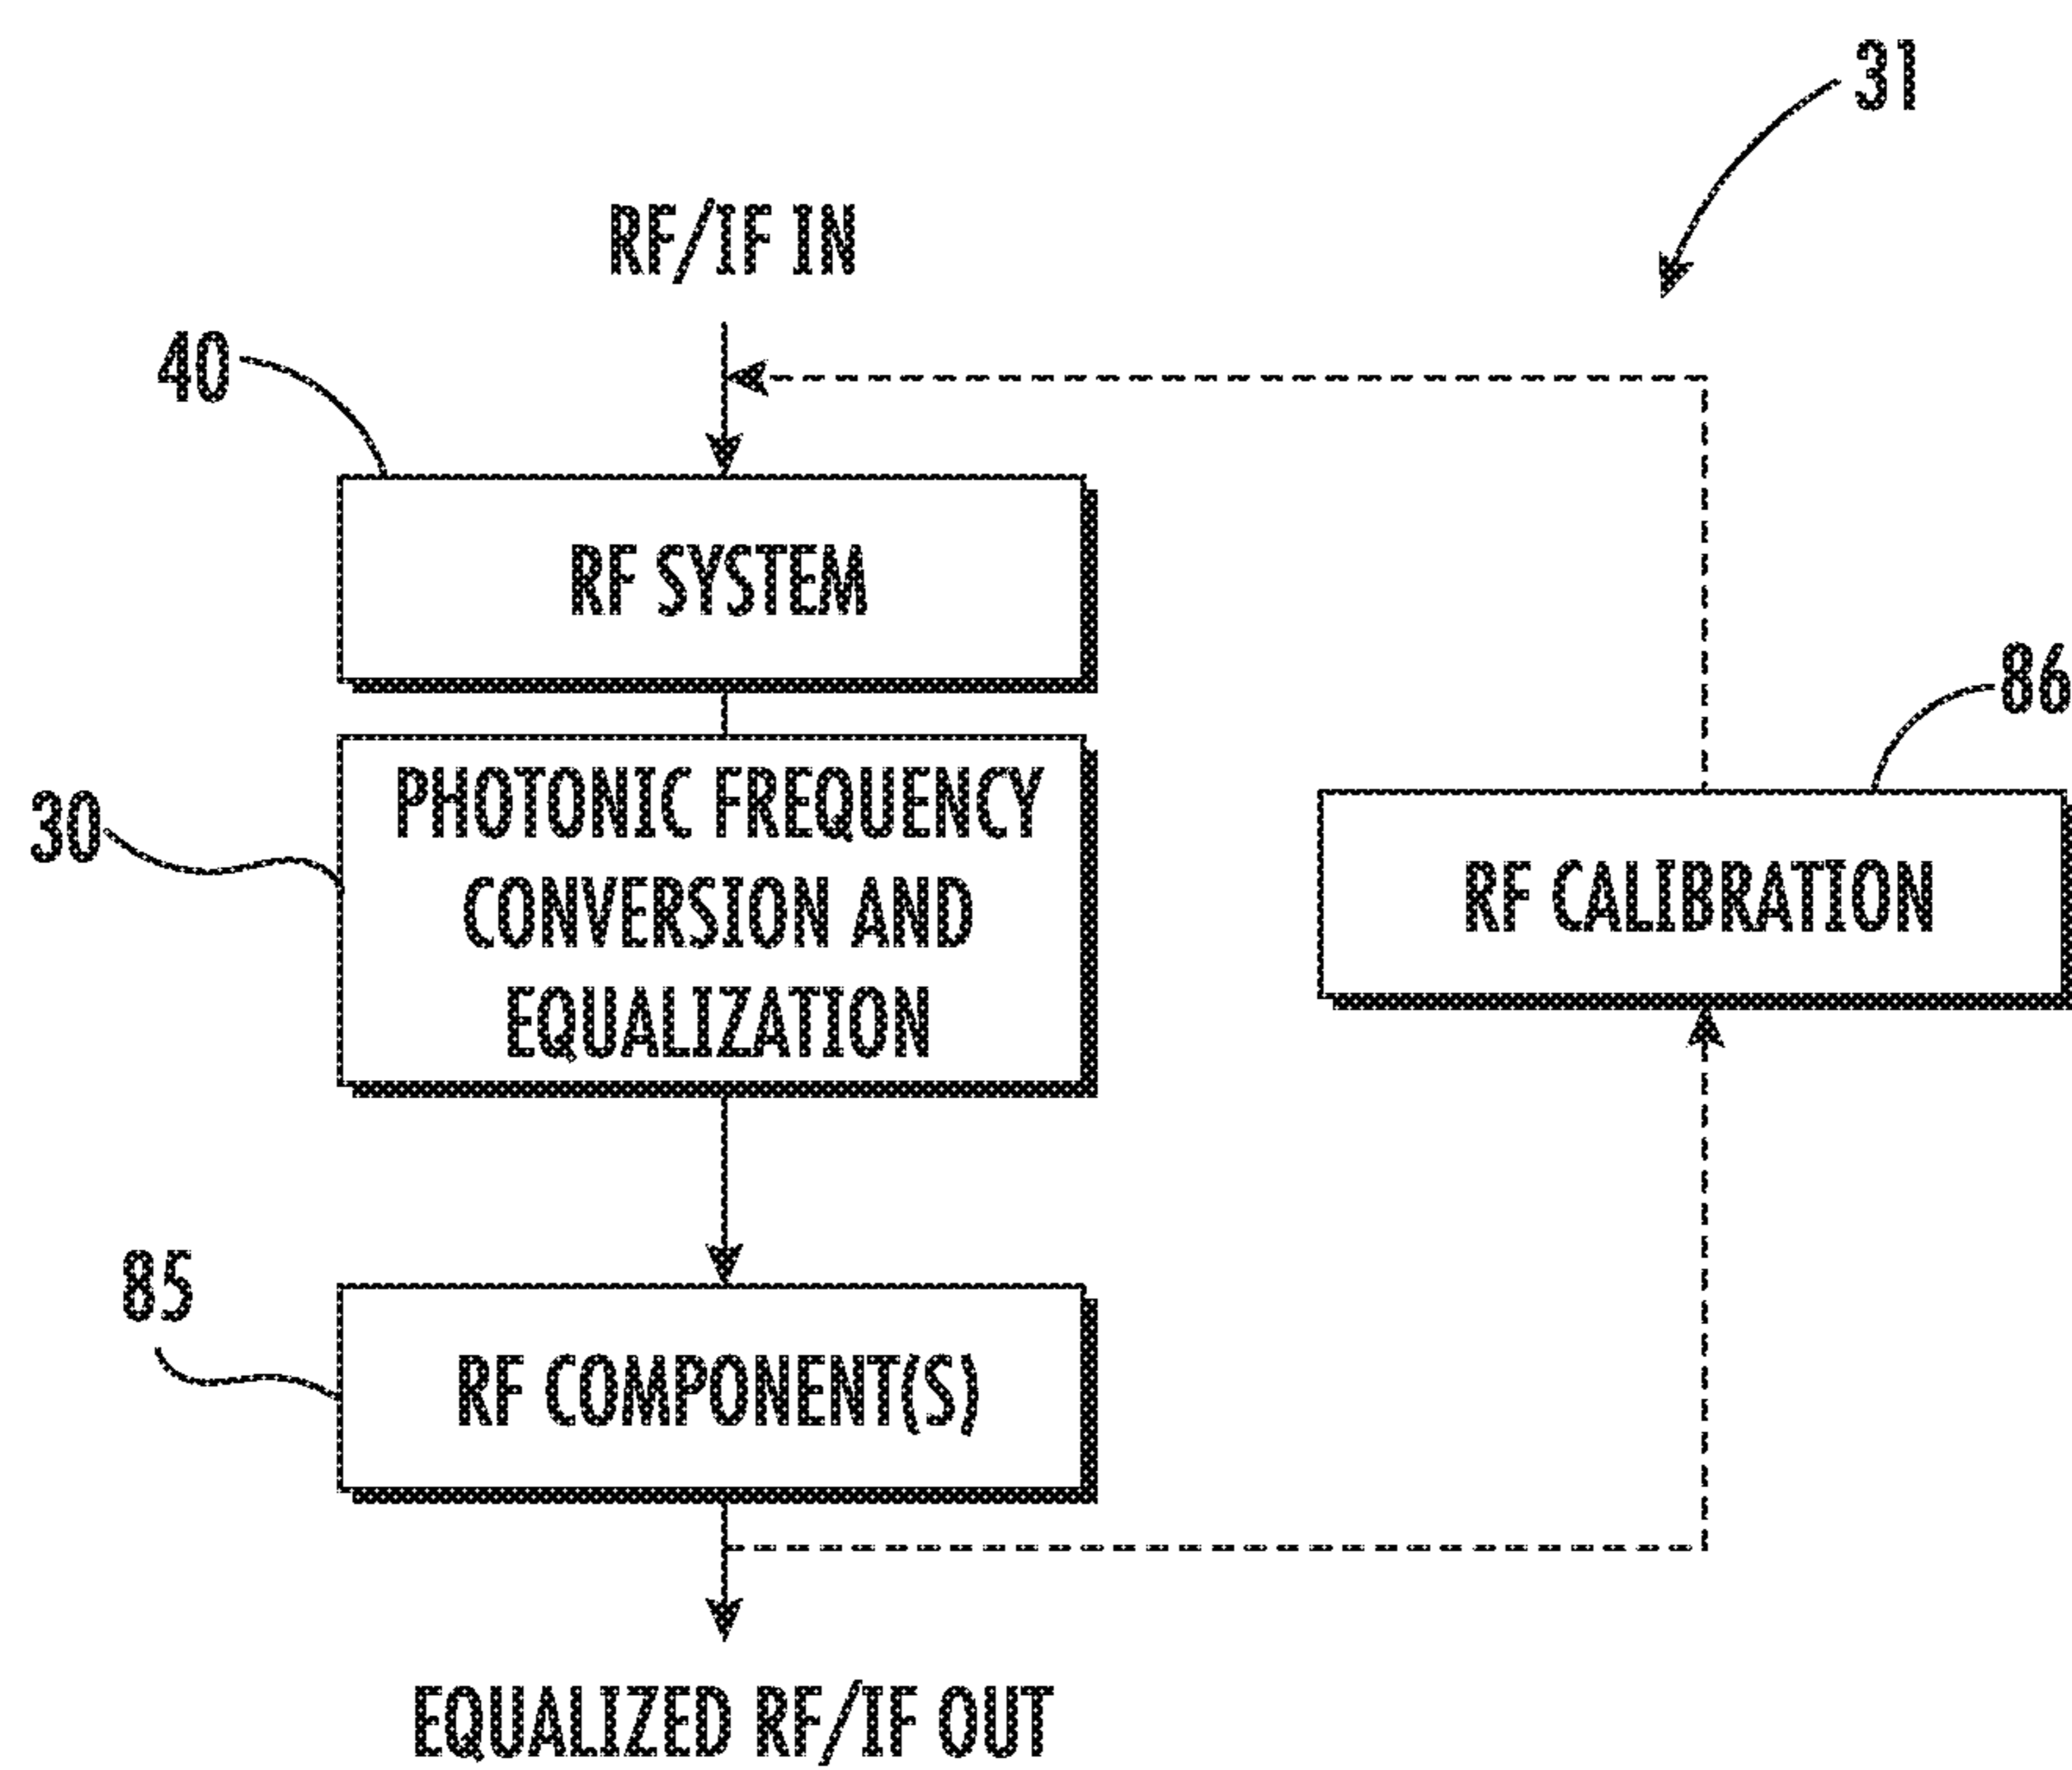 31
RF/IF IN
40
RF SYSTEM
86
30
PHOTONIC FREQUENCY
CONVERSION AND
EQUALIZATION
RF CALIBRATION
85
RF COMPONENT(S)
EQUALIZED RF/IF OUT